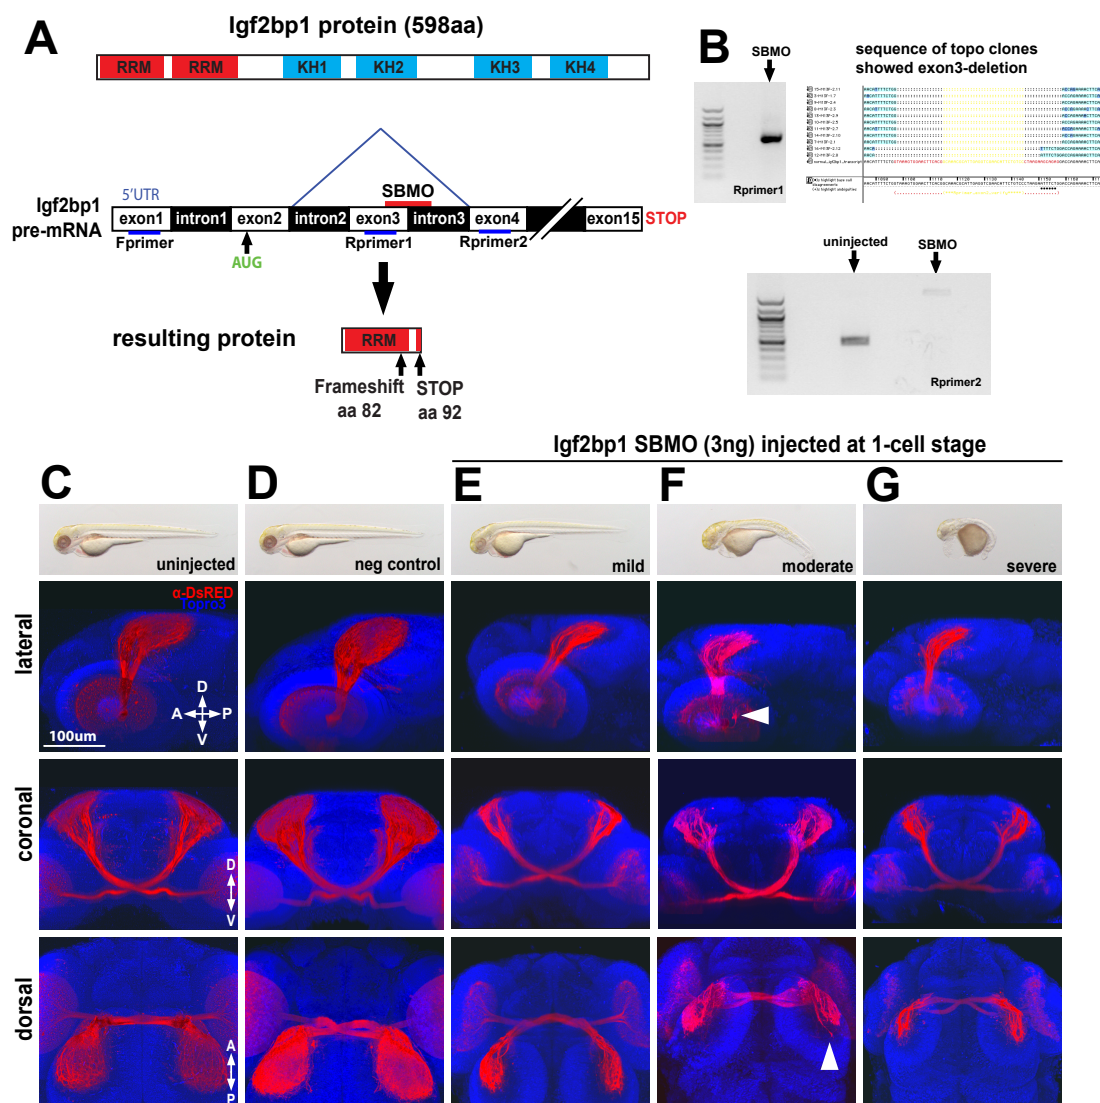 A
Igf2bp1 protein (598aa)
RRM RRM KH1 KH2 KH3 KH4
5'UTR
SBMO
Igf2bp1
pre-mRNA
exon1 intron1 exon2 intron2 exon3 intron3 exon4 exon15 STOP
Fprimer Rprimer1 Rprimer2
AUG
resulting protein
RRM
Frameshift
aa 82
STOP
aa 92
B
SBMO
Rprimer1
sequence of topo clones
showed exon3-deletion
uninjected SBMO
Rprimer2
Igf2bp1 SBMO (3ng) injected at 1-cell stage
C D E F G
uninjected neg control mild moderate severe
lateral
α-DsRED
Topro3
D
A P
V
100um
coronal
D
V
dorsal
A
P